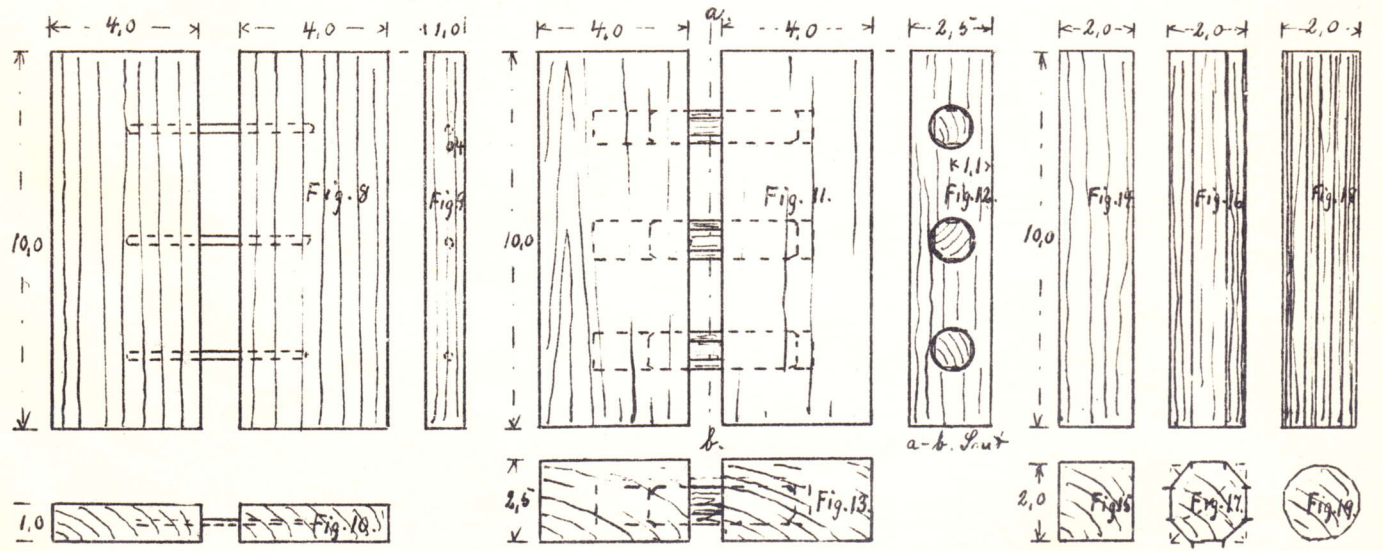 4,0
4,0
1,0
a.
4,0
4,0
2,5
2,0
2,0
2,0
0,4
1,1
Fig. 8
Fig 9
Fig. 11.
Fig. 12.
Fig. 14
Fig. 16
Fig. 18
10,0
10,0
10,0
b.
a-b.
1,0
Fig. 10.
2,5
Fig. 13.
2,0
Fig 15
Fig. 17.
Fig. 19.